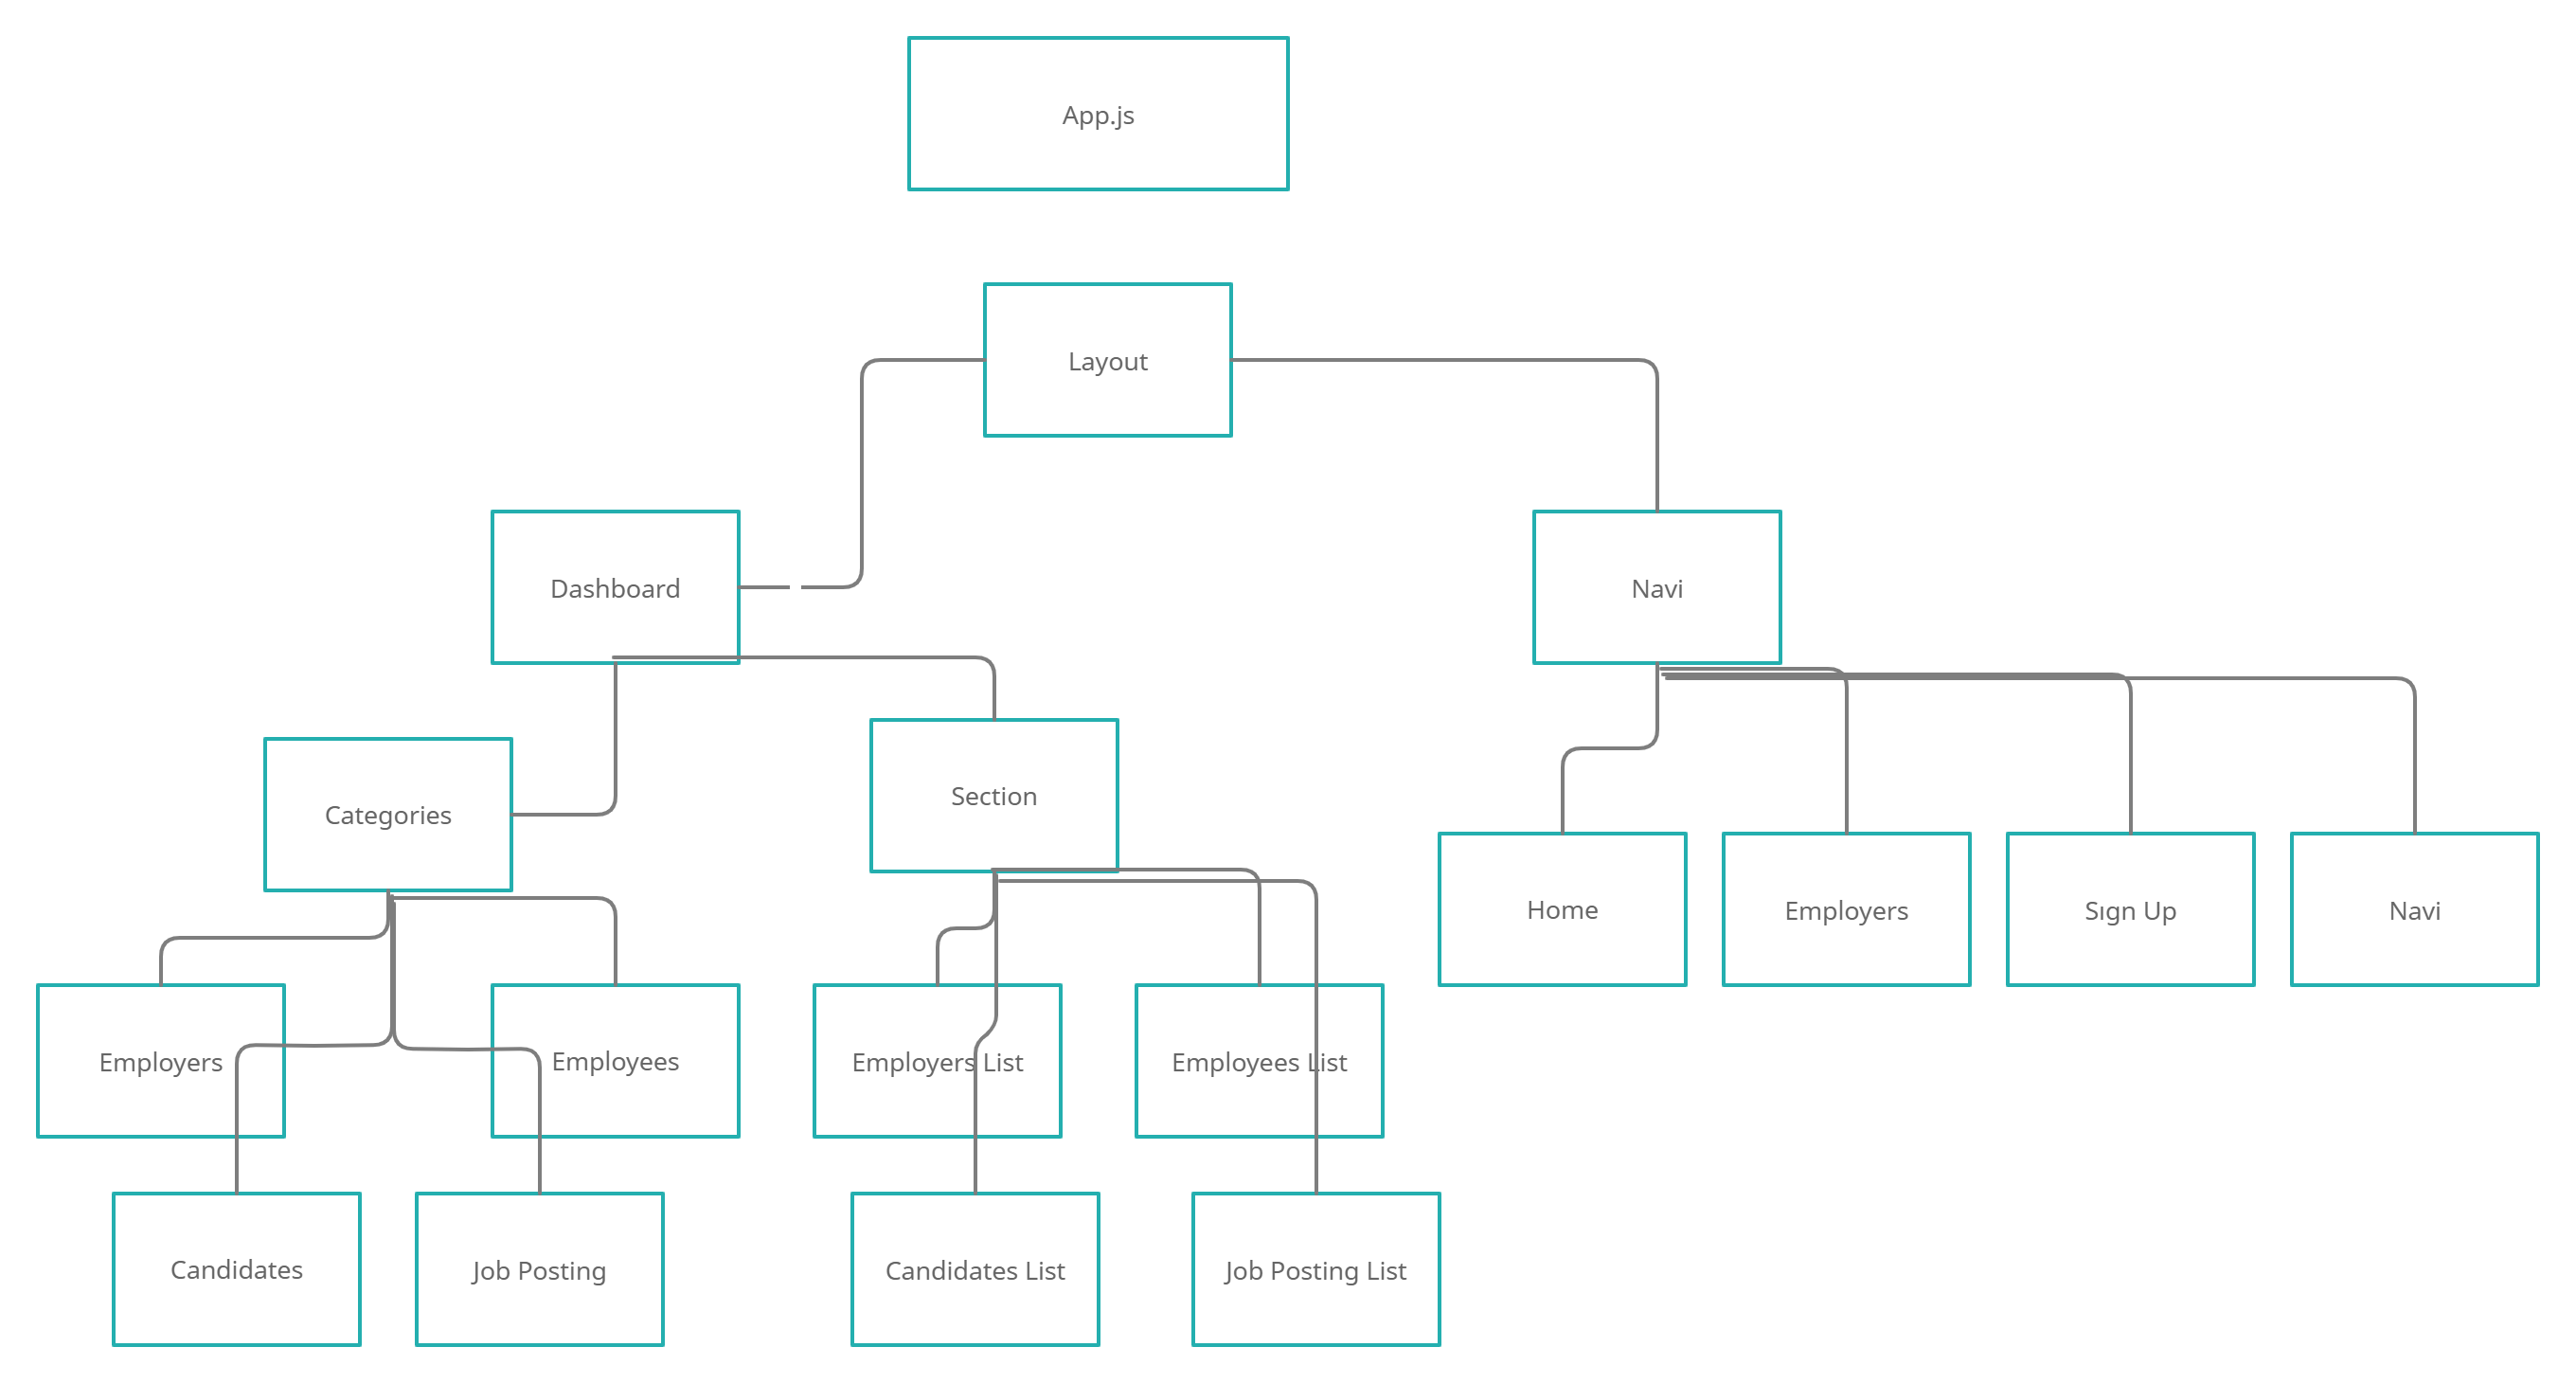 App.js
Layout
Dashboard
Navi
Categories
Section
Home
Employers
Sıgn Up
Navi
Employers
Employees
Employers List
Employees List
Candidates
Job Posting
Candidates List
Job Posting List